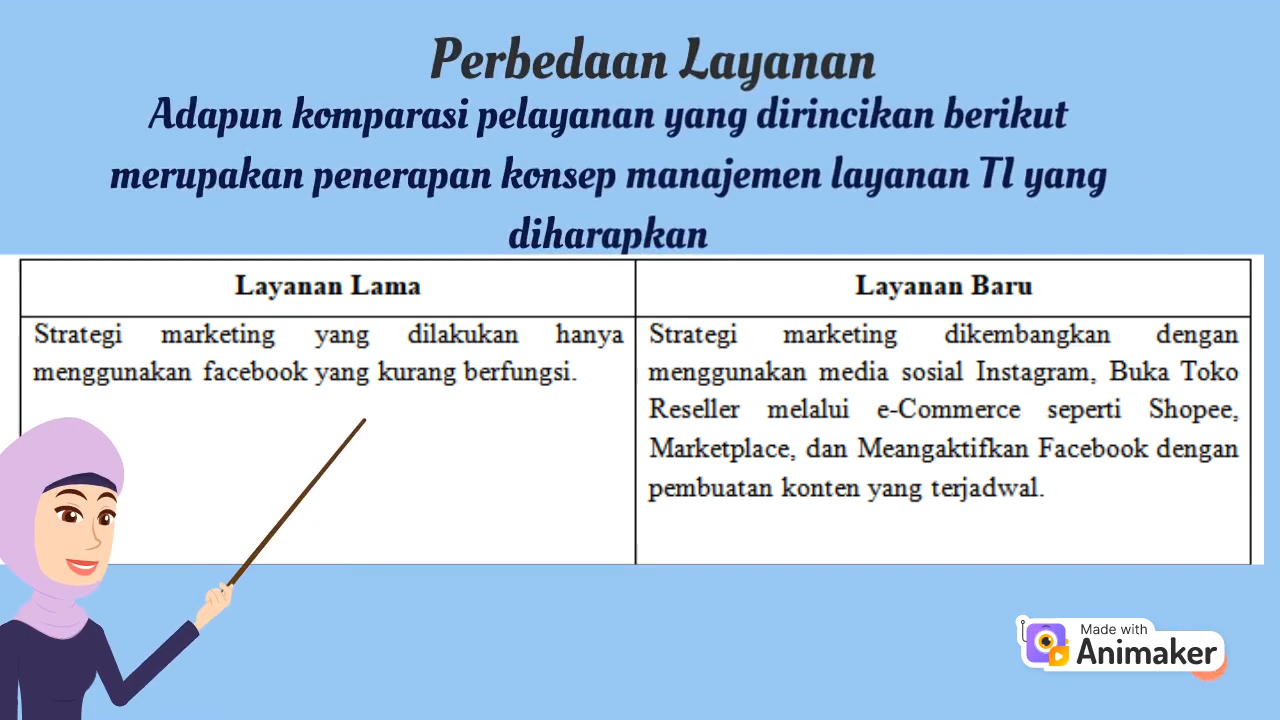 Perbedaan Layanan
Adapun komparasi pelayanan yang dirincikan berikut
merupakan penerapan konsep manajemen layanan TI yang
diharapkan
Layanan Lama
Strategi marketing yang dilakukan hanya
menggunakan facebook yang kurang berfungsi.
Layanan Baru
Strategi marketing dikembangkan dengan
menggunakan media sosial Instagram, Buka Toko
Reseller melalui e-Commerce seperti Shopee,
Marketplace, dan Meangaktifkan Facebook dengan
pembuatan konten yang terjadwal.
Made with
Animaker